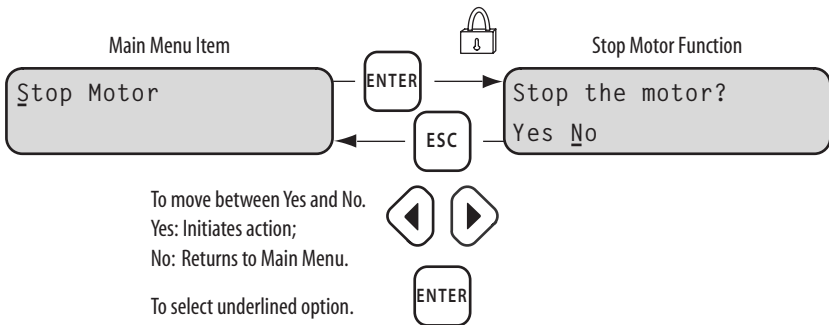 Main Menu Item
Stop Motor Function
Stop Motor
ENTER
Stop the motor?
Yes No
ESC
To move between Yes and No.
Yes: Initiates action;
No: Returns to Main Menu.
To select underlined option.
ENTER